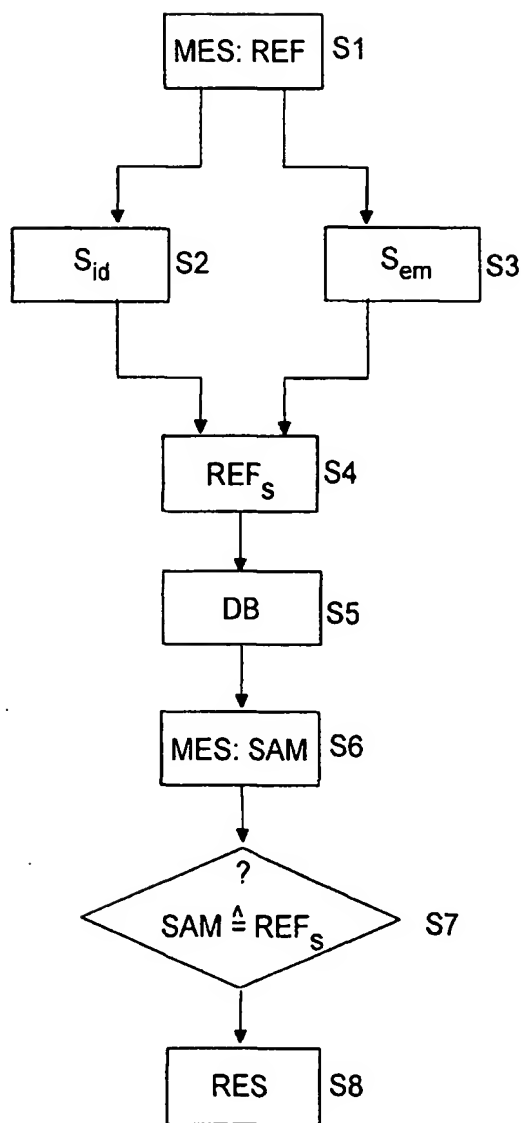 MES: REF S1
S_id S2
S_em S3
REF_s S4
DB S5
MES: SAM S6
?
SAM ≙ REF_s S7
RES S8